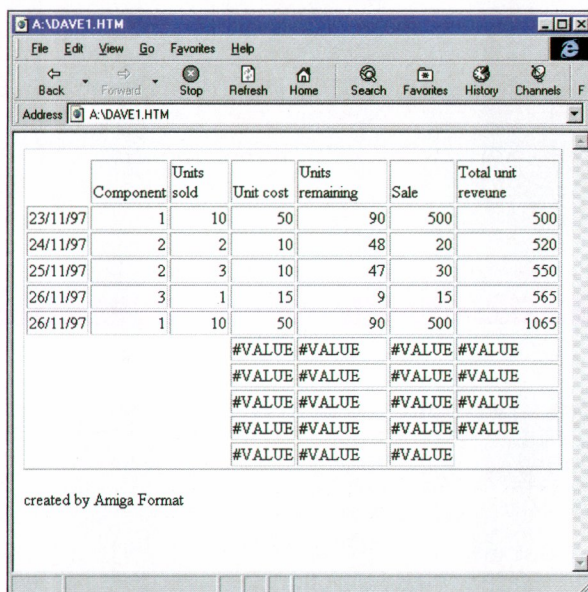 A:\DAVE1.HTM
File Edit View Go Favorites Help
Back Forward Stop Refresh Home Search Favorites History Channels F
Address A:\DAVE1.HTM
Component Units sold Unit cost Units remaining Sale Total unit reveune
23/11/97 1 10 50 90 500 500
24/11/97 2 2 10 48 20 520
25/11/97 2 3 10 47 30 550
26/11/97 3 1 15 9 15 565
26/11/97 1 10 50 90 500 1065
#VALUE #VALUE #VALUE #VALUE
#VALUE #VALUE #VALUE #VALUE
#VALUE #VALUE #VALUE #VALUE
#VALUE #VALUE #VALUE #VALUE
#VALUE #VALUE #VALUE
created by Amiga Format